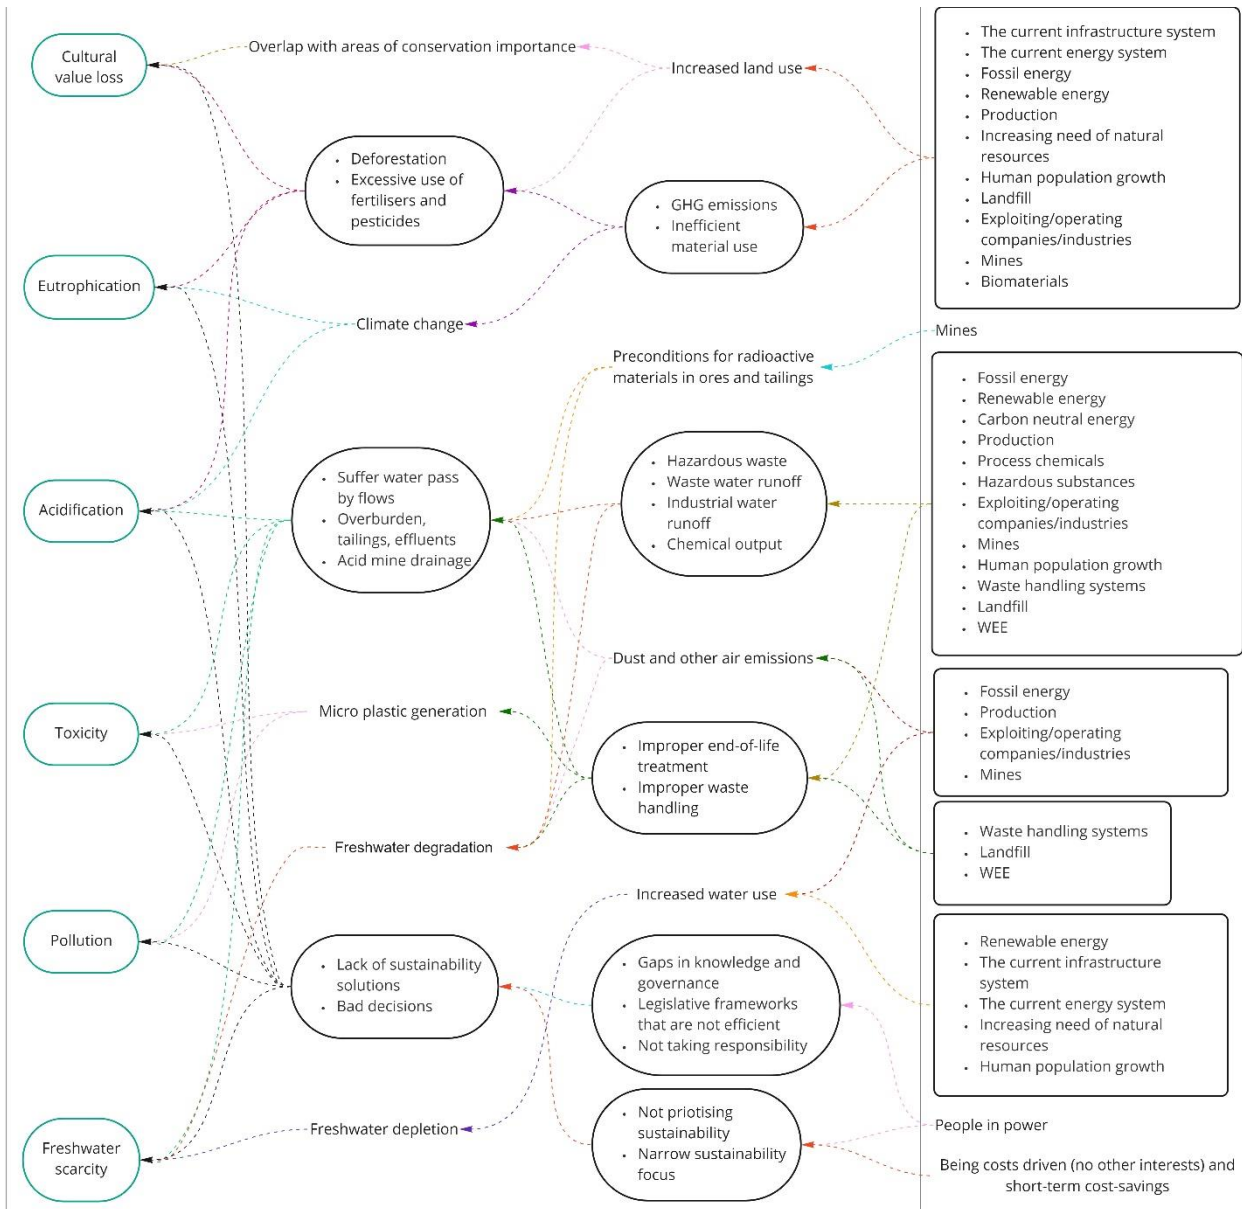 Cultural
value loss
Eutrophication
Acidification
Toxicity
Pollution
Freshwater
scarcity
Overlap with areas of conservation importance
• Deforestation
• Excessive use of
fertilisers and
pesticides
Climate change
• Suffer water pass
by flows
• Overburden,
tailings, effluents
• Acid mine drainage
Micro plastic generation
Freshwater degradation
• Lack of sustainability
solutions
• Bad decisions
Freshwater depletion
Increased land use
• GHG emissions
• Inefficient
material use
Preconditions for radioactive
materials in ores and tailings
• Hazardous waste
• Waste water runoff
• Industrial water
runoff
• Chemical output
Dust and other air emissions
• Improper end-of-life
treatment
• Improper waste
handling
Increased water use
• Gaps in knowledge and
governance
• Legislative frameworks
that are not efficient
• Not taking responsibility
• Not priotising
sustainability
• Narrow sustainability
focus
• The current infrastructure system
• The current energy system
• Fossil energy
• Renewable energy
• Production
• Increasing need of natural
resources
• Human population growth
• Landfill
• Exploiting/operating
companies/industries
• Mines
• Biomaterials
Mines
• Fossil energy
• Renewable energy
• Carbon neutral energy
• Production
• Process chemicals
• Hazardous substances
• Exploiting/operating
companies/industries
• Mines
• Human population growth
• Waste handling systems
• Landfill
• WEE
• Fossil energy
• Production
• Exploiting/operating
companies/industries
• Mines
• Waste handling systems
• Landfill
• WEE
• Renewable energy
• The current infrastructure
system
• The current energy system
• Increasing need of natural
resources
• Human population growth
People in power
Being costs driven (no other interests) and
short-term cost-savings